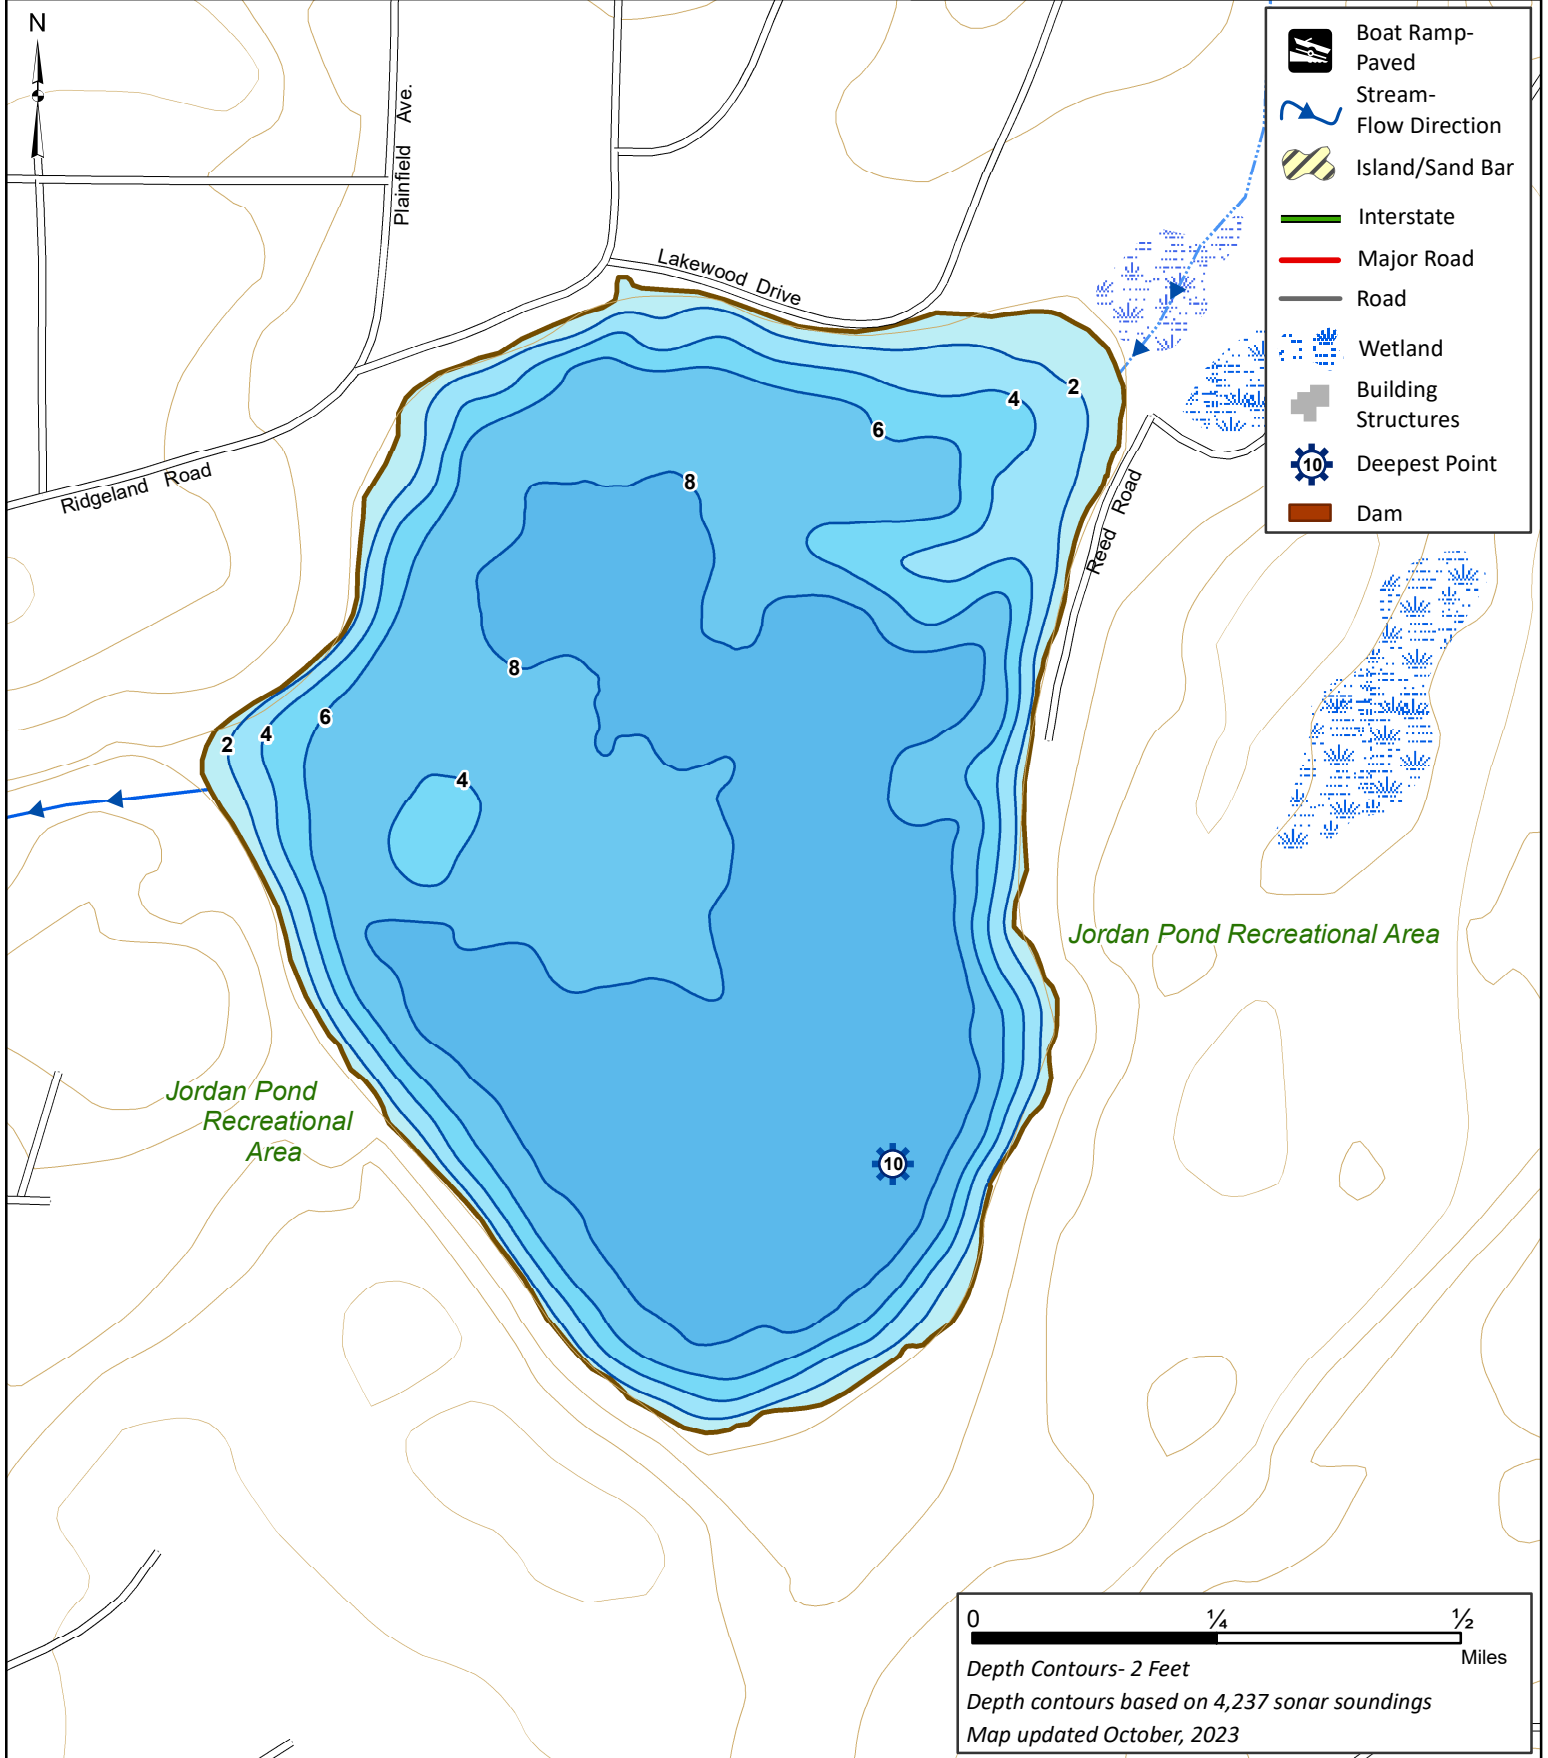 N
Plainfield Ave.
Lakewood Drive
Ridgeland Road
Reed Road
Boat Ramp-
Paved
Stream-
Flow Direction
Island/Sand Bar
Interstate
Major Road
Road
Wetland
Building
Structures
10
Deepest Point
Dam
2
4
6
8
8
6
4
2
4
Jordan Pond Recreational Area
Jordan Pond
Recreational
Area
10
0 ¼ ½
Miles
Depth Contours- 2 Feet
Depth contours based on 4,237 sonar soundings
Map updated October, 2023